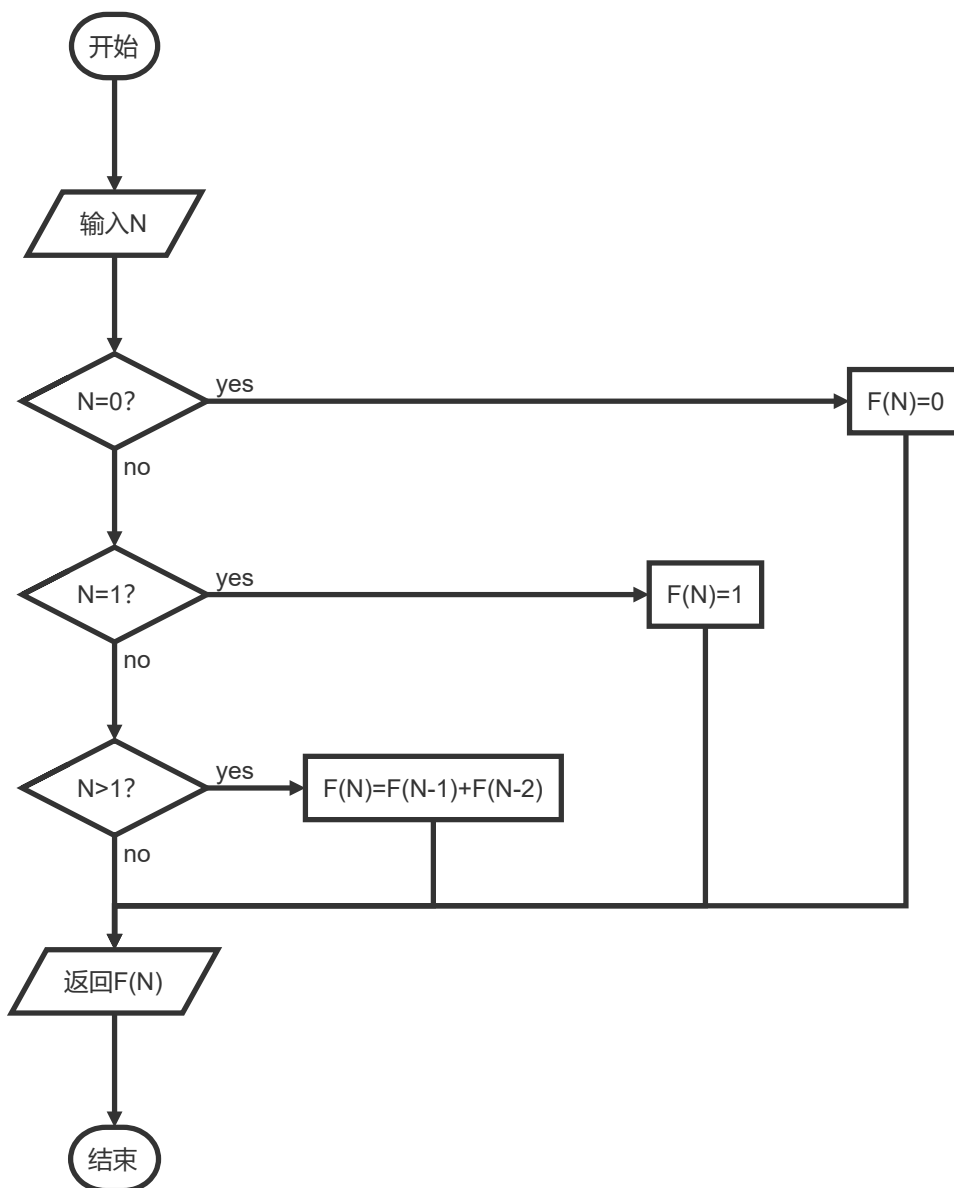 开始
输入N
N=0?
yes
F(N)=0
no
N=1?
yes
F(N)=1
no
N>1?
yes
F(N)=F(N-1)+F(N-2)
no
返回F(N)
结束